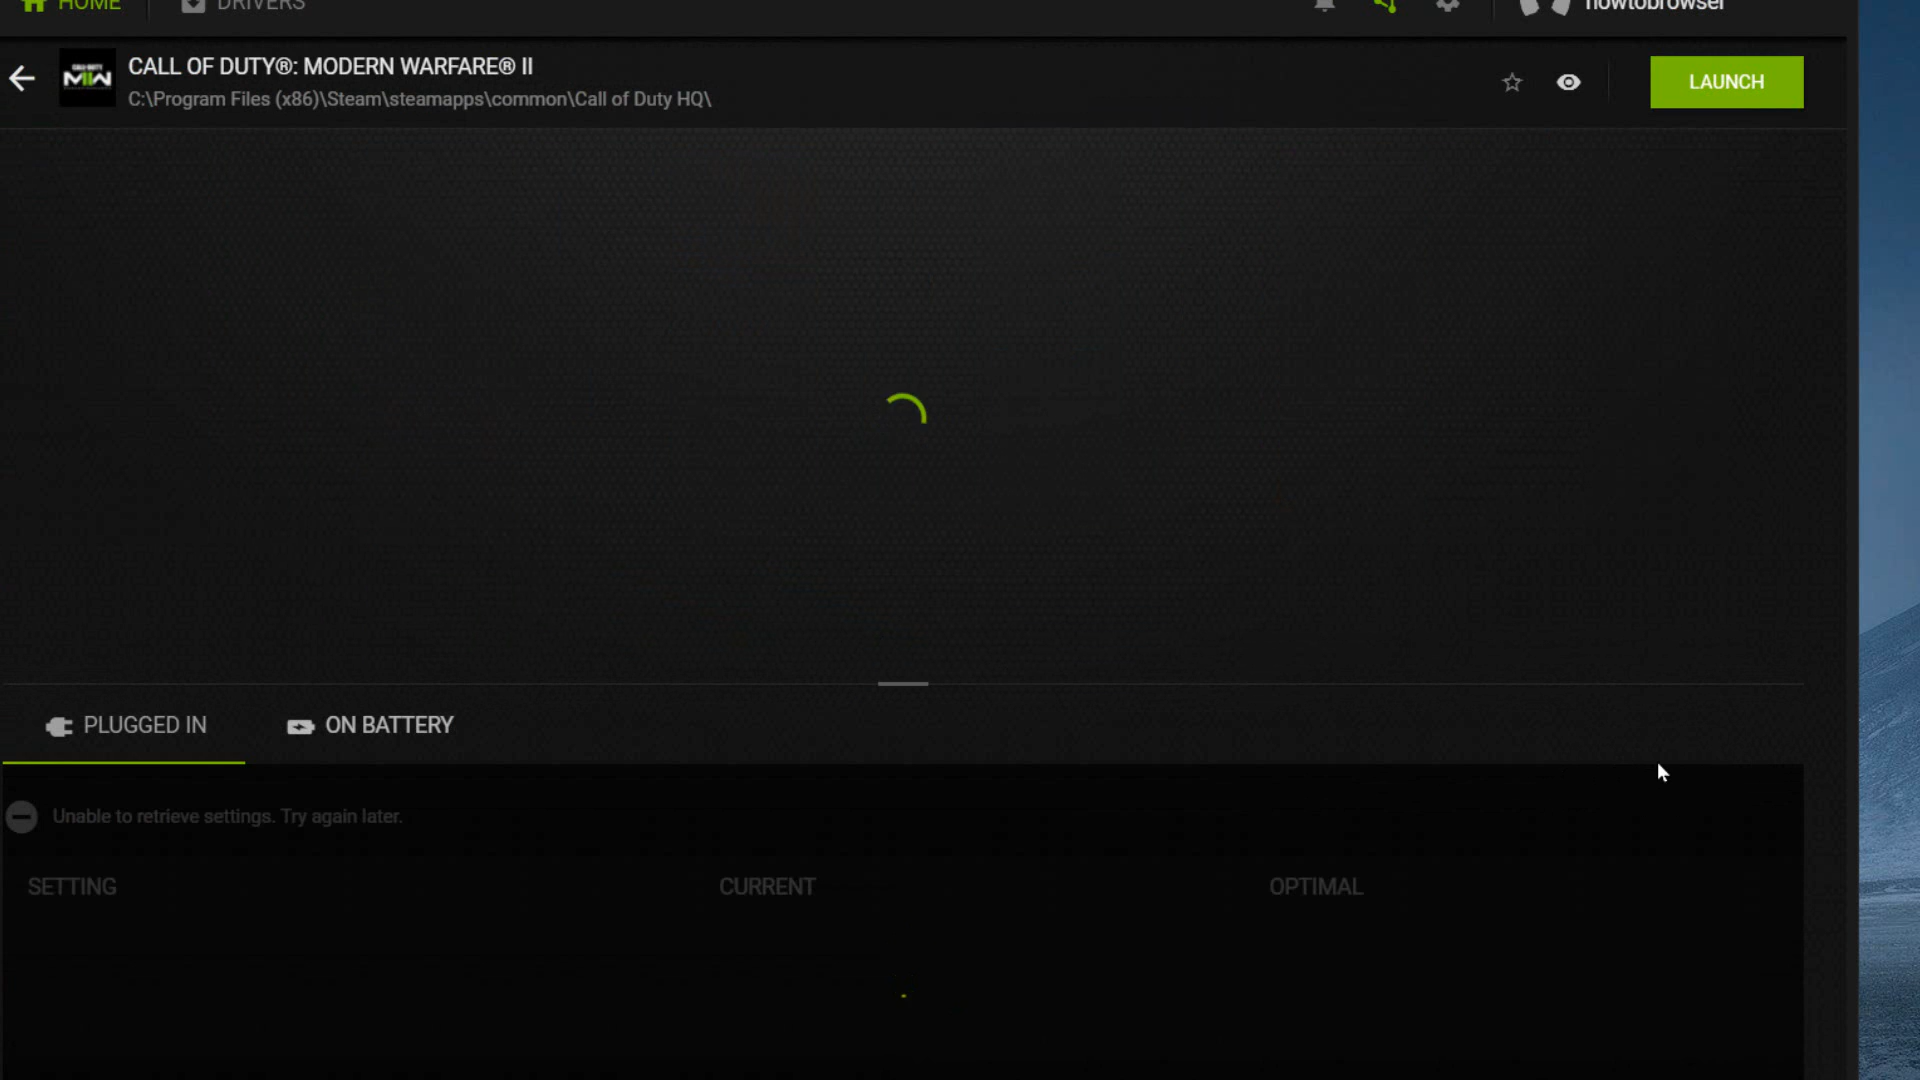 HOME
DRIVERS
howtobrowser
CALL OF DUTY®: MODERN WARFARE® II
C:\Program Files (x86)\Steam\steamapps\common\Call of Duty HQ\
LAUNCH
PLUGGED IN
ON BATTERY
Unable to retrieve settings. Try again later.
SETTING
CURRENT
OPTIMAL